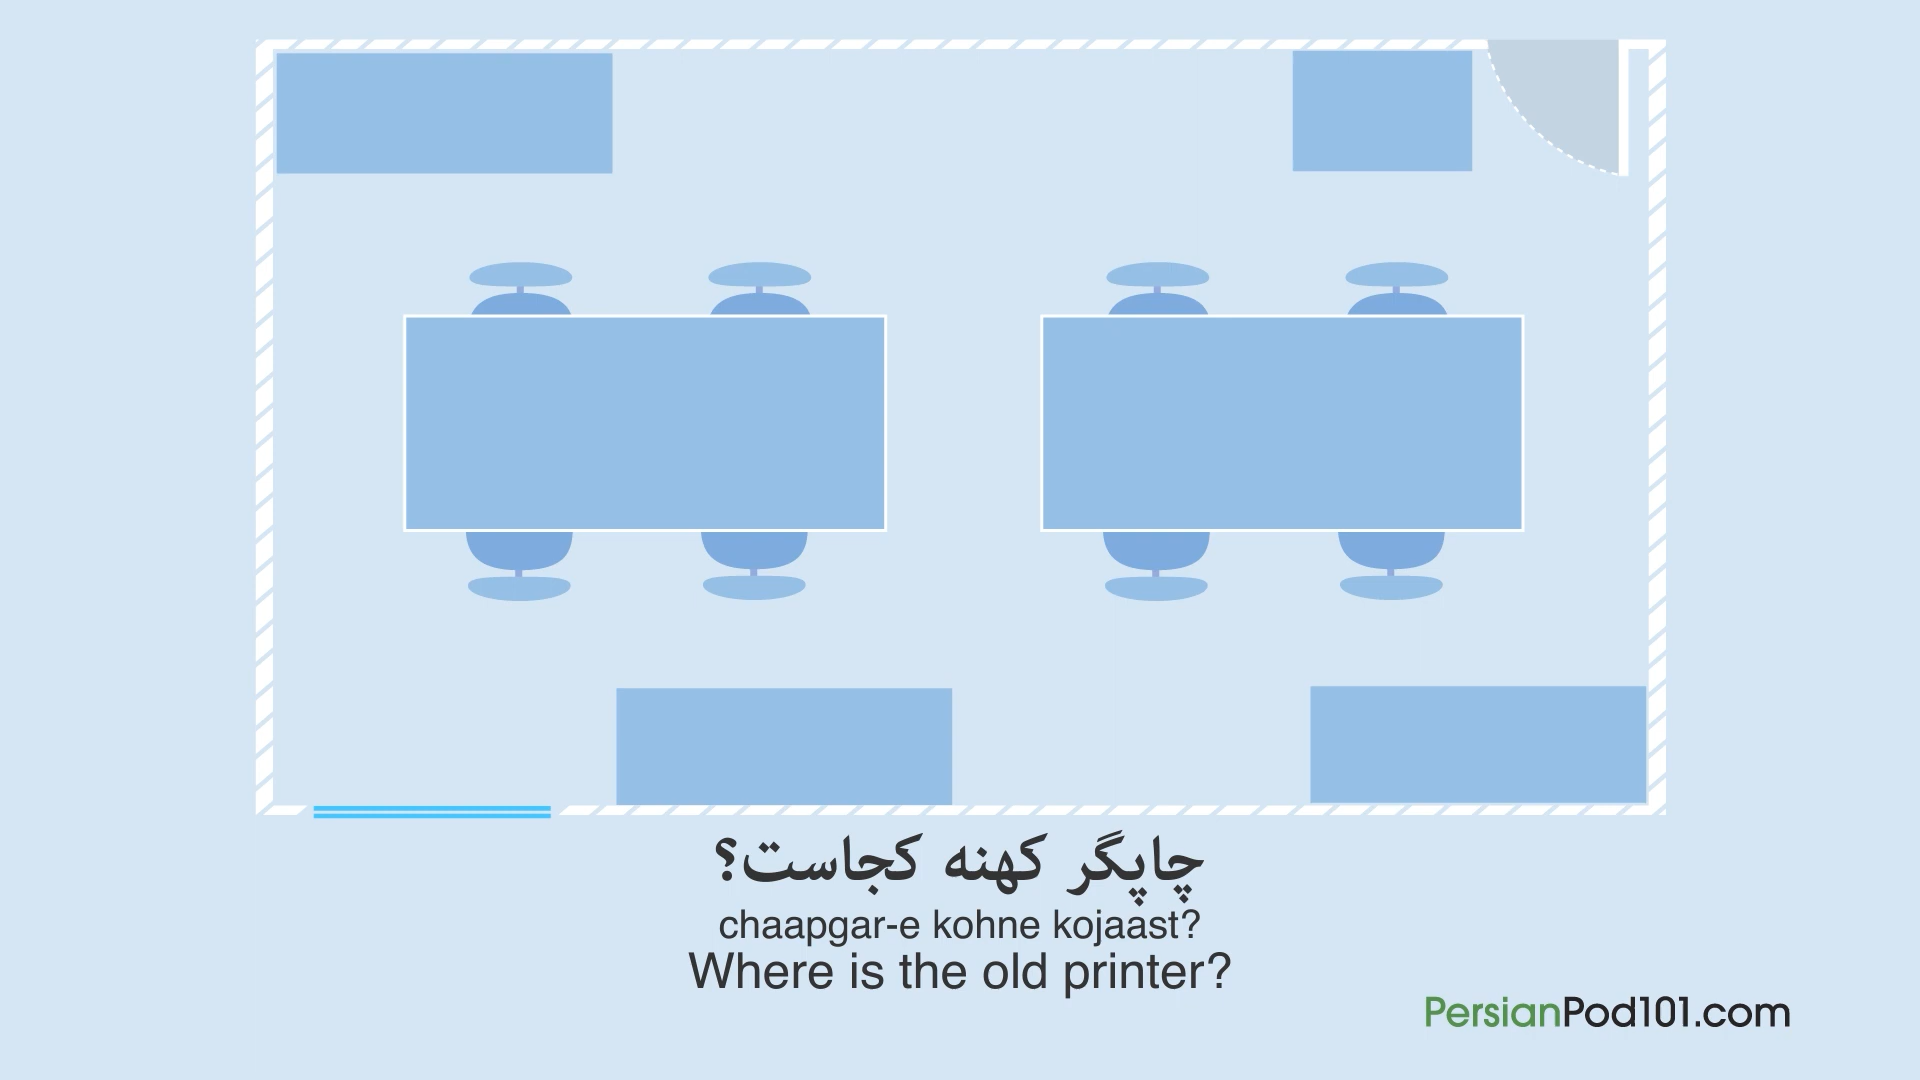 چاپگر کهنه کجاست؟
chaapgar-e kohne kojaast?
Where is the old printer?
PersianPod101.com